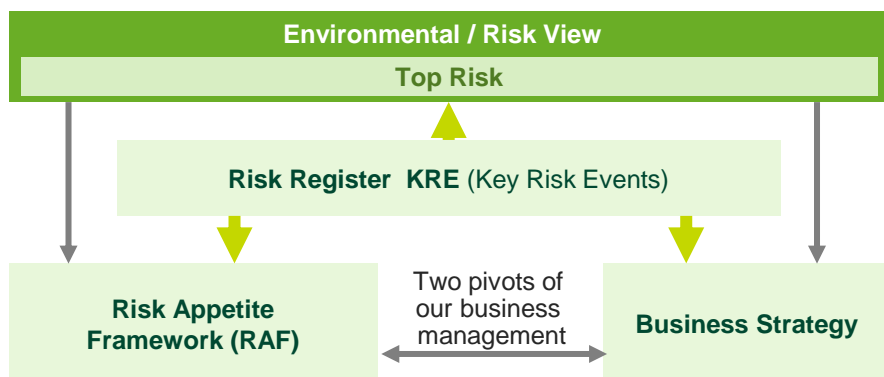 Environmental / Risk View
Top Risk
Risk Register KRE (Key Risk Events)
Risk Appetite
Framework (RAF)
Two pivots of
our business
management
Business Strategy